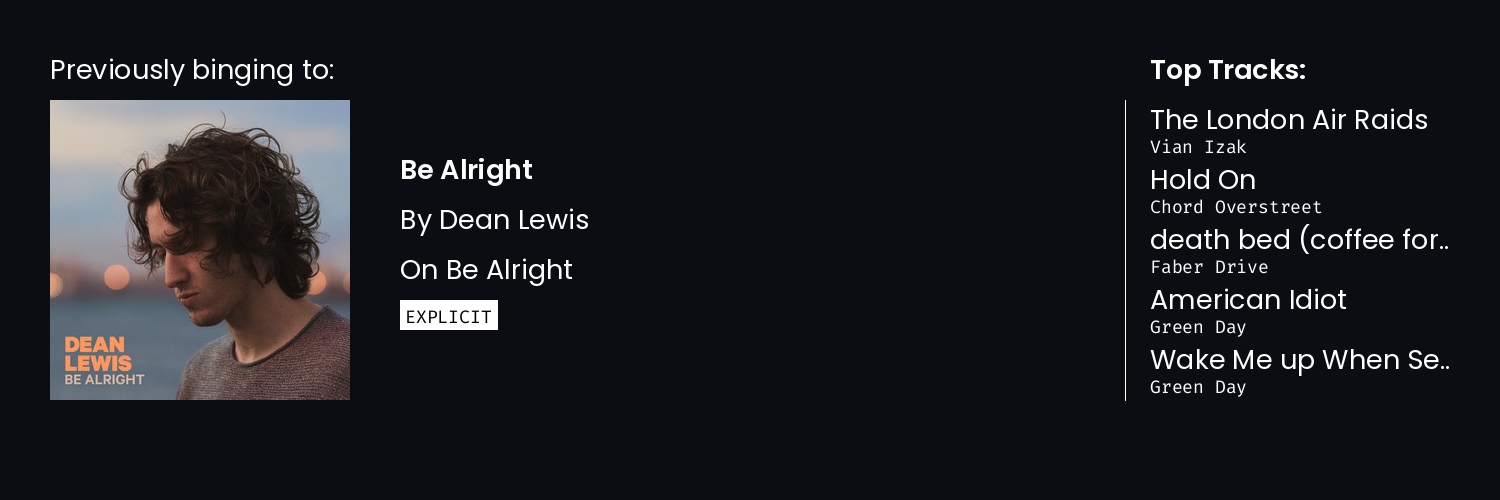 Previously binging to:
DEAN
LEWIS
BE ALRIGHT
Be Alright
By Dean Lewis
On Be Alright
EXPLICIT
Top Tracks:
The London Air Raids
Vian Izak
Hold On
Chord Overstreet
death bed (coffee for..
Faber Drive
American Idiot
Green Day
Wake Me up When Se..
Green Day